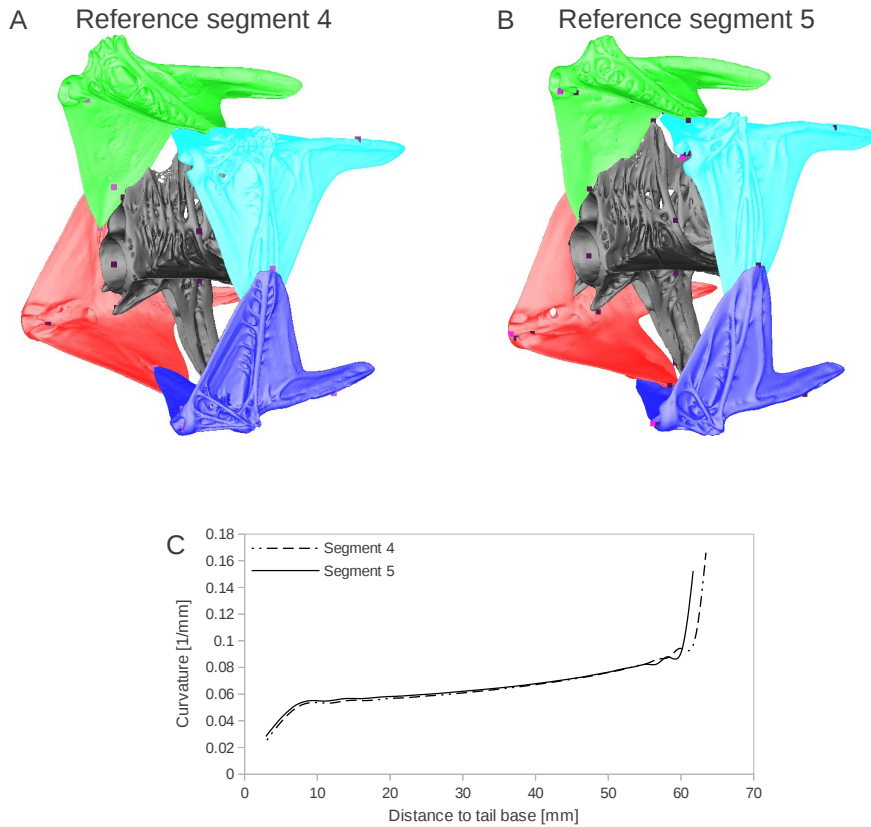 A Reference segment 4
B Reference segment 5
C
Segment 4
Segment 5
Curvature [1/mm]
0.18
0.16
0.14
0.12
0.1
0.08
0.06
0.04
0.02
0
0 10 20 30 40 50 60 70
Distance to tail base [mm]